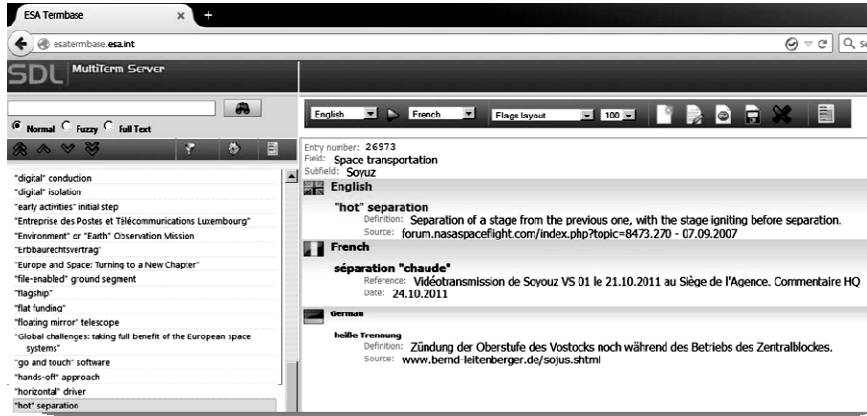 ESA Termbase × +
esatermbase.esa.int
SDL MultiTerm Server
Normal Fuzzy Full Text
"digital" conduction
"digital" isolation
"early activities" initial step
"Entreprise des Postes et Télécommunications Luxembourg"
"Environment" or "Earth" Observation Mission
"Erbbaurechtsvertrag"
"Europe and Space: Turning to a New Chapter"
"file-enabled" ground segment
"flagship"
"flat funding"
"floating mirror" telescope
"Global challenges: taking full benefit of the European space
systems"
"go and touch" software
"hands-off" approach
"horizontal" driver
"hot" separation
English French Flags layout 100
Entry number: 26973
Field: Space transportation
Subfield: Soyuz
English
"hot" separation
Definition: Separation of a stage from the previous one, with the stage igniting before separation.
Source: forum.nasaspaceflight.com/index.php?topic=8473.270 - 07.09.2007
French
séparation "chaude"
Reference: Vidéotransmission de Soyouz VS 01 le 21.10.2011 au Siège de l'Agence. Commentaire HQ
Date: 24.10.2011
German
heiße Trennung
Definition: Zündung der Oberstufe des Vostocks noch während des Betriebs des Zentralblockes.
Source: www.bernd-leitenberger.de/sojus.shtml